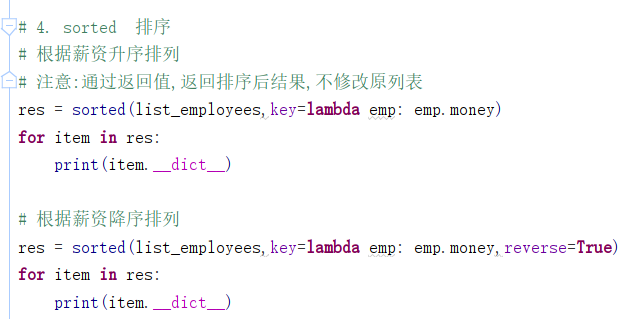 # 4. sorted  排序
# 根据薪资升序排列
# 注意:通过返回值,返回排序后结果,不修改原列表
res = sorted(list_employees,key=lambda emp: emp.money)
for item in res:
    print(item.__dict__)
# 根据薪资降序排列
res = sorted(list_employees,key=lambda emp: emp.money,reverse=True)
for item in res:
    print(item.__dict__)